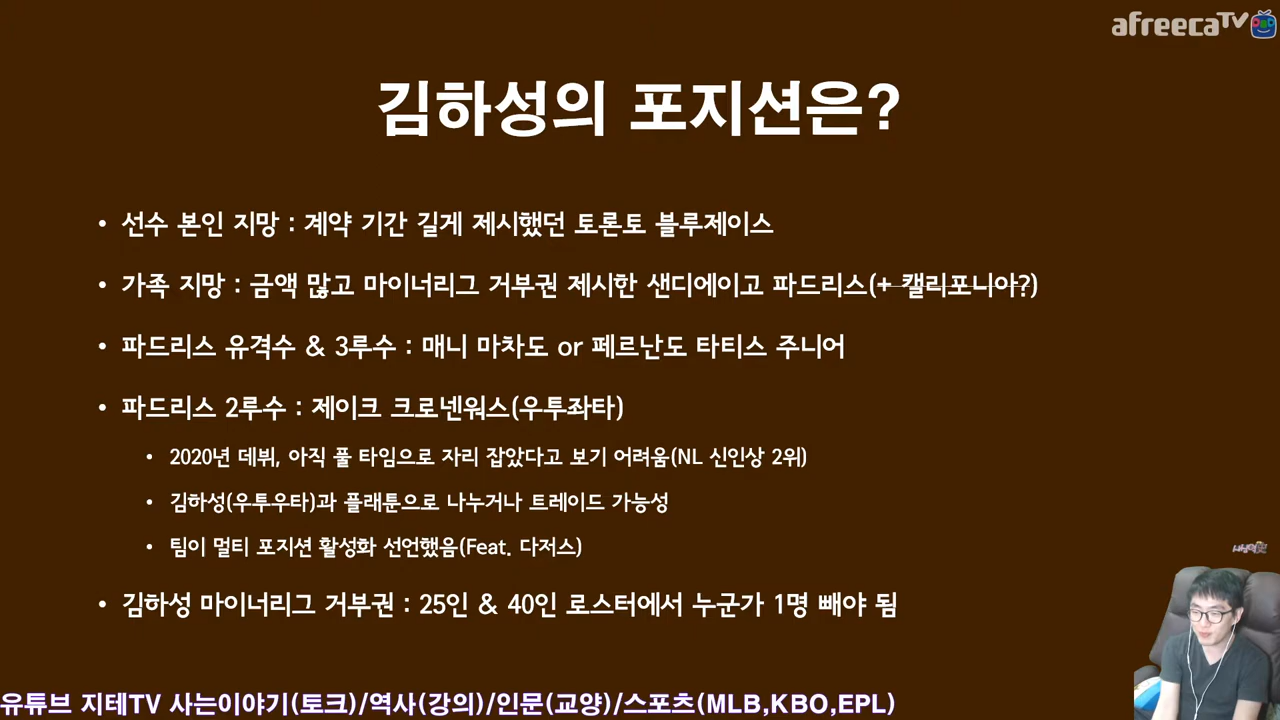 afreecaTV
김하성의 포지션은?
• 선수 본인 지망 : 계약 기간 길게 제시했던 토론토 블루제이스
• 가족 지망 : 금액 많고 마이너리그 거부권 제시한 샌디에이고 파드리스(+ 캘리포니아?)
• 파드리스 유격수 & 3루수 : 매니 마차도 or 페르난도 타티스 주니어
• 파드리스 2루수 : 제이크 크로넨워스(우투좌타)
• 2020년 데뷔, 아직 풀 타임으로 자리 잡았다고 보기 어려움(NL 신인상 2위)
• 김하성(우투우타)과 플래툰으로 나누거나 트레이드 가능성
• 팀이 멀티 포지션 활성화 선언했음(Feat. 다저스)
• 김하성 마이너리그 거부권 : 25인 & 40인 로스터에서 누군가 1명 빼야 됨
유튜브 지테TV 사는이야기(토크)/역사(강의)/인문(교양)/스포츠(MLB,KBO,EPL)